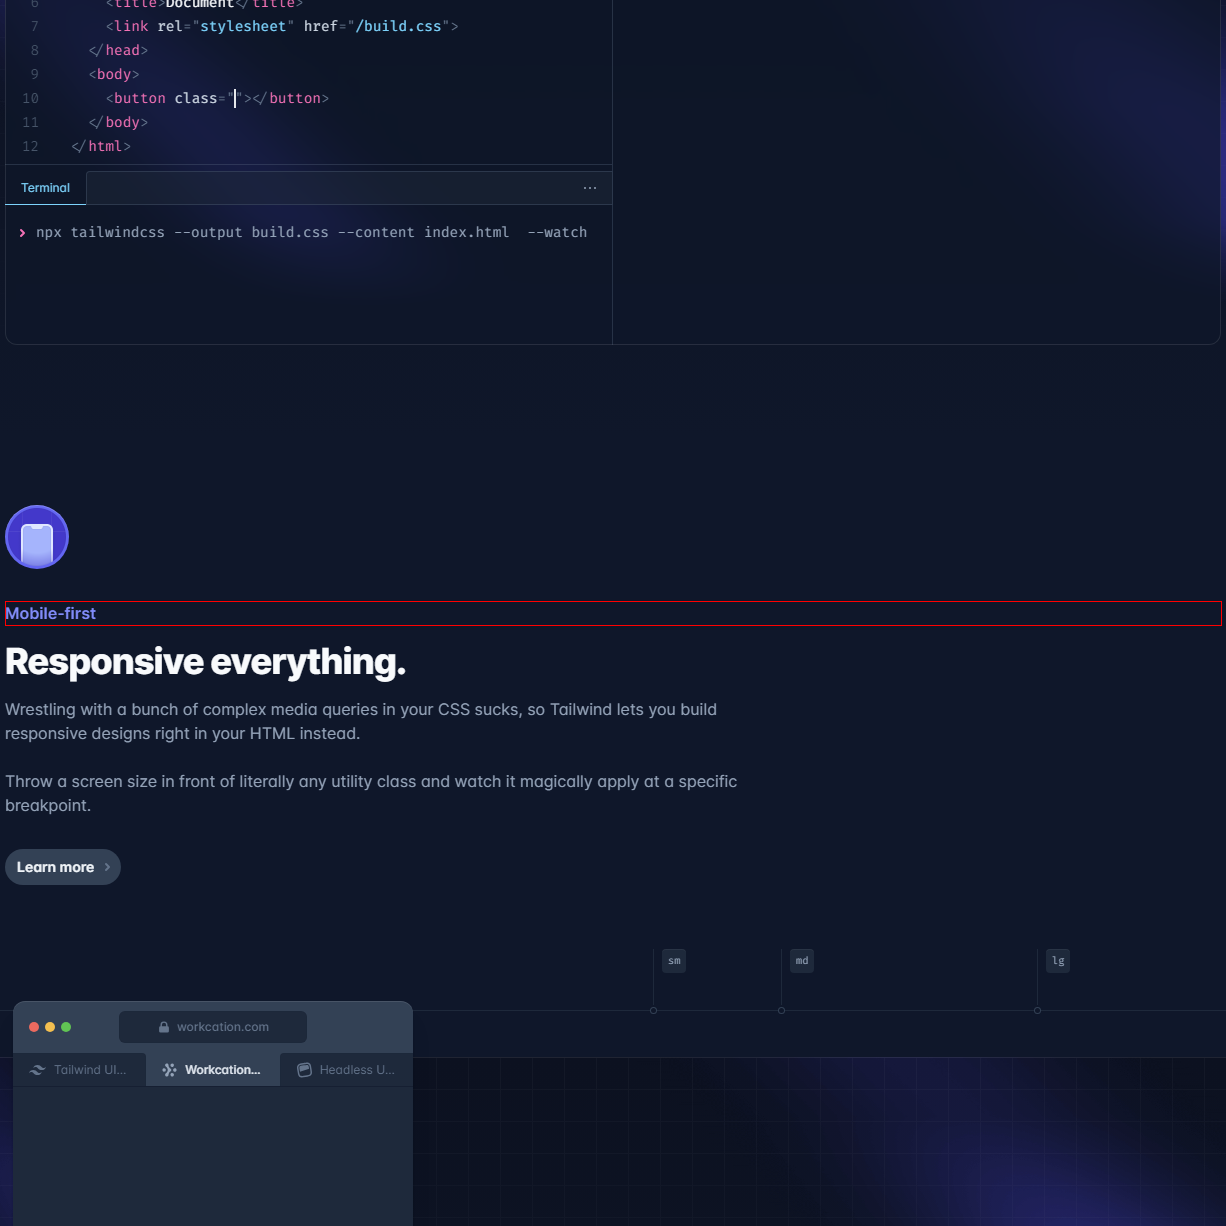 6 <title>Document</title>
7 <link rel="stylesheet" href="/build.css">
8 </head>
9 <body>
10 <button class=""></button>
11 </body>
12 </html>
Terminal
npx tailwindcss --output build.css --content index.html --watch
Mobile-first
Responsive everything.
Wrestling with a bunch of complex media queries in your CSS sucks, so Tailwind lets you build
responsive designs right in your HTML instead.
Throw a screen size in front of literally any utility class and watch it magically apply at a specific
breakpoint.
Learn more
sm md lg
workcation.com
Tailwind UI... Workcation... Headless U...